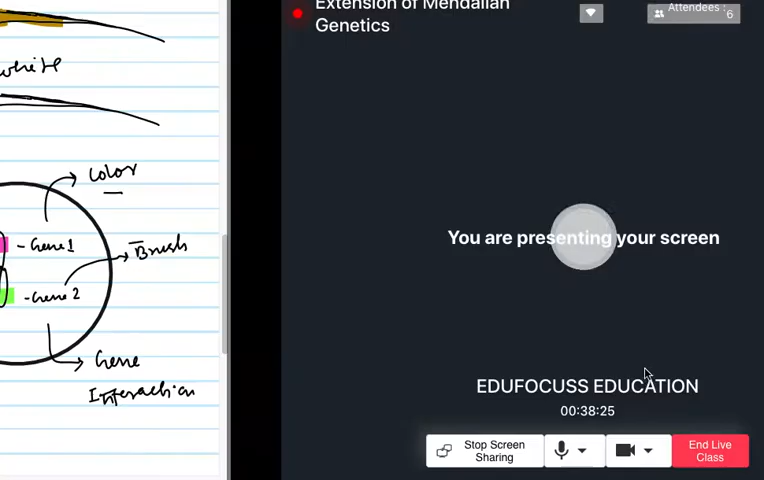 white
color
- Gene 1
Brush
- Gene 2
Gene
Interaction
Extension of Mendalian
Genetics
Attendees :
6
You are presenting your screen
EDUFOCUSS EDUCATION
00:38:25
Stop Screen
Sharing
End Live
Class